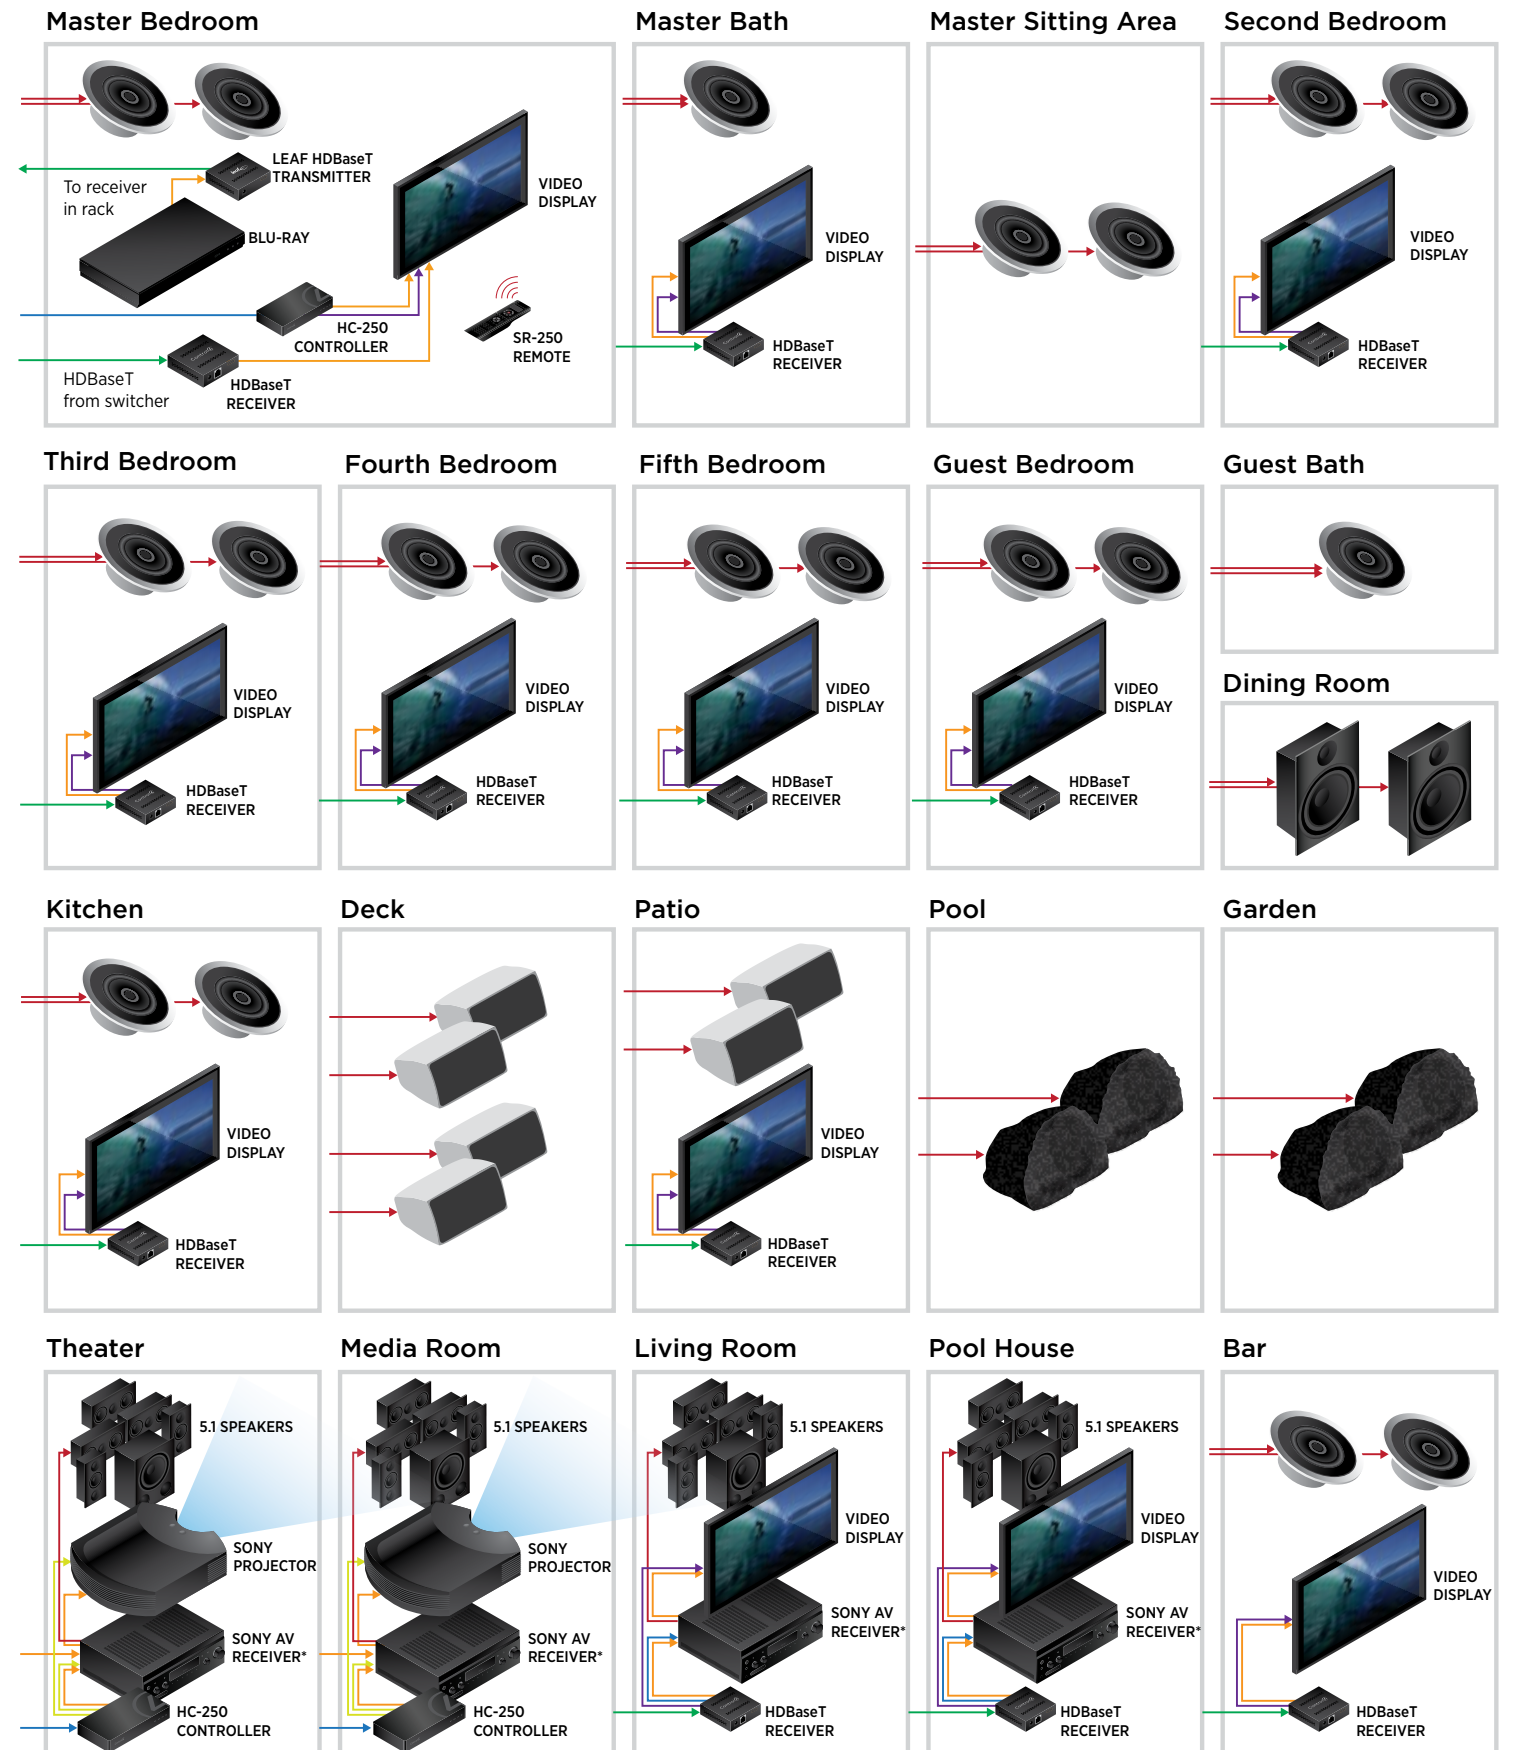 Master Bedroom
Master Bath
Master Sitting Area
Second Bedroom
LEAF HDBaseT
TRANSMITTER
To receiver
in rack
BLU-RAY
VIDEO
DISPLAY
HC-250
CONTROLLER
SR-250
REMOTE
HDBaseT
from switcher
HDBaseT
RECEIVER
VIDEO
DISPLAY
HDBaseT
RECEIVER
VIDEO
DISPLAY
HDBaseT
RECEIVER
Third Bedroom
Fourth Bedroom
Fifth Bedroom
Guest Bedroom
Guest Bath
VIDEO
DISPLAY
HDBaseT
RECEIVER
VIDEO
DISPLAY
HDBaseT
RECEIVER
VIDEO
DISPLAY
HDBaseT
RECEIVER
VIDEO
DISPLAY
HDBaseT
RECEIVER
Dining Room
Kitchen
Deck
Patio
Pool
Garden
VIDEO
DISPLAY
HDBaseT
RECEIVER
VIDEO
DISPLAY
HDBaseT
RECEIVER
Theater
Media Room
Living Room
Pool House
Bar
5.1 SPEAKERS
SONY
PROJECTOR
SONY AV
RECEIVER*
HC-250
CONTROLLER
5.1 SPEAKERS
SONY
PROJECTOR
SONY AV
RECEIVER*
HC-250
CONTROLLER
5.1 SPEAKERS
VIDEO
DISPLAY
SONY AV
RECEIVER*
HDBaseT
RECEIVER
5.1 SPEAKERS
VIDEO
DISPLAY
SONY AV
RECEIVER*
HDBaseT
RECEIVER
VIDEO
DISPLAY
HDBaseT
RECEIVER